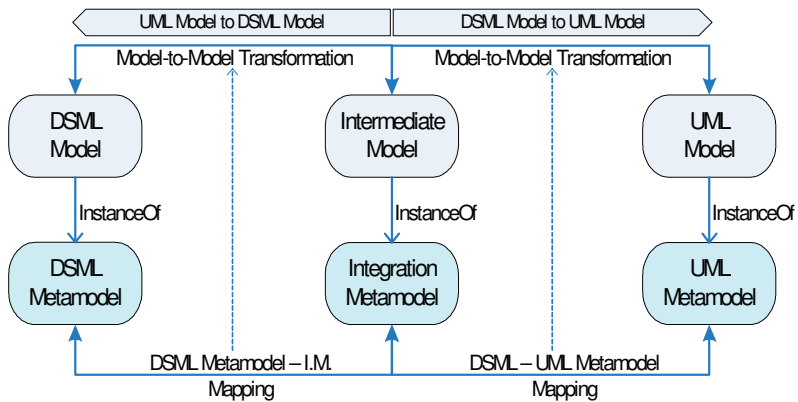 UML Model to DSML Model
DSML Model to UML Model
Model-to-Model Transformation
Model-to-Model Transformation
DSML
Model
Intermediate
Model
UML
Model
InstanceOf
InstanceOf
InstanceOf
DSML
Metamodel
Integration
Metamodel
UML
Metamodel
DSML Metamodel – I.M.
Mapping
DSML – UML Metamodel
Mapping